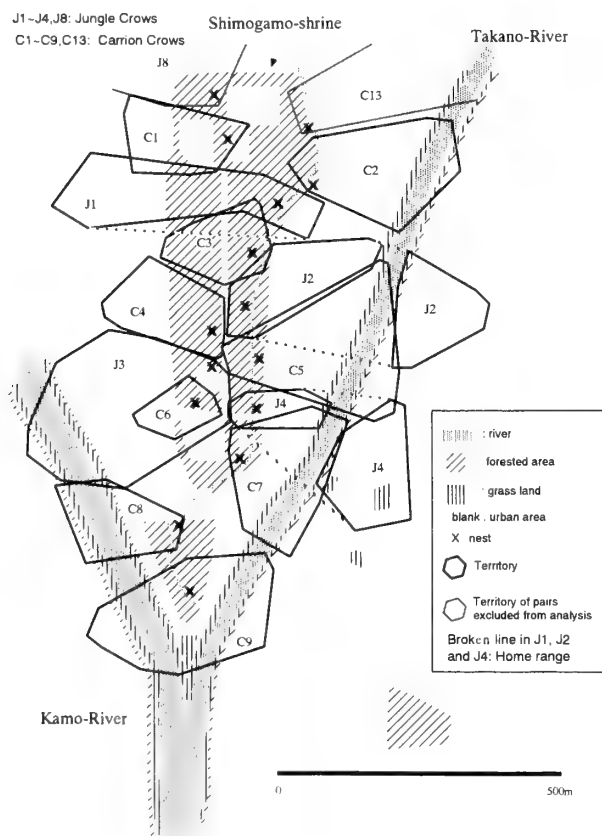 J1~J4,J8: Jungle Crows
C1~C9,C13: Carrion Crows
Shimogamo-shrine
Takano-River
J8
C13
C1
C2
J1
C3
J2
J2
C4
J3
C5
C6
J4
J4
C7
C8
C9
Kamo-River
: river
: forested area
: grass land
blank : urban area
x nest
: Territory
: Territory of pairs
excluded from analysis
Broken line in J1, J2
and J4: Home range
0
500m